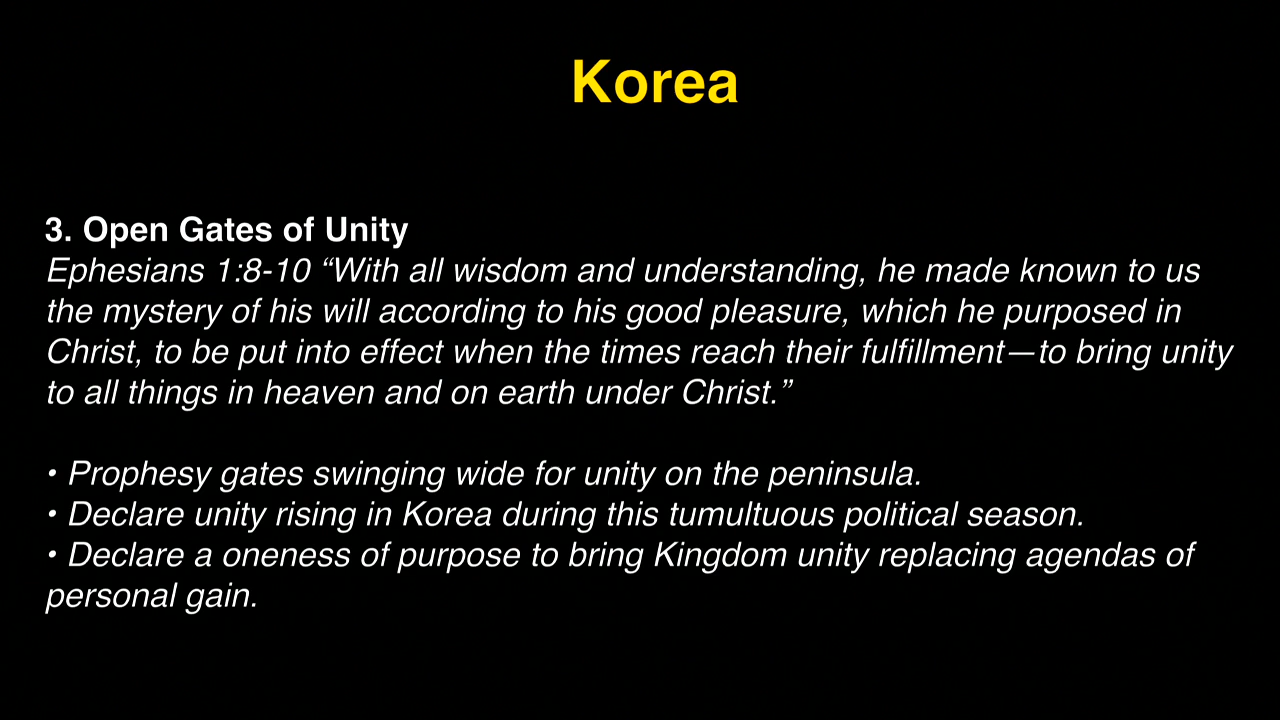 Korea
3. Open Gates of Unity
Ephesians 1:8-10 “With all wisdom and understanding, he made known to us
the mystery of his will according to his good pleasure, which he purposed in
Christ, to be put into effect when the times reach their fulfillment—to bring unity
to all things in heaven and on earth under Christ.”
• Prophesy gates swinging wide for unity on the peninsula.
• Declare unity rising in Korea during this tumultuous political season.
• Declare a oneness of purpose to bring Kingdom unity replacing agendas of
personal gain.